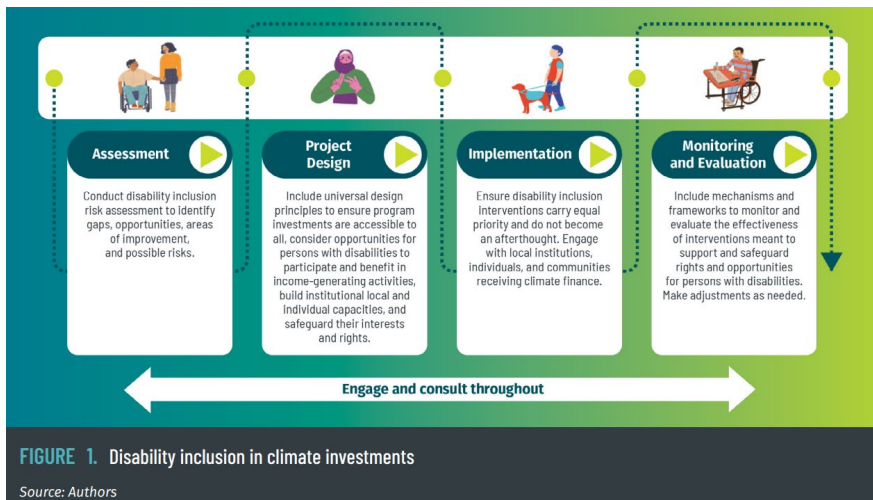 Assessment
Conduct disability inclusion
risk assessment to identify
gaps, opportunities, areas
of improvement,
and possible risks.
Project
Design
Include universal design
principles to ensure program
investments are accessible to
all, consider opportunities for
persons with disabilities to
participate and benefit in
income-generating activities,
build institutional local and
individual capacities, and
safeguard their interests
and rights.
Implementation
Ensure disability inclusion
interventions carry equal
priority and do not become
an afterthought. Engage
with local institutions,
individuals, and communities
receiving climate finance.
Monitoring
and Evaluation
Include mechanisms and
frameworks to monitor and
evaluate the effectiveness
of interventions meant to
support and safeguard
rights and opportunities
for persons with disabilities.
Make adjustments as needed.
Engage and consult throughout
FIGURE 1. Disability inclusion in climate investments
Source: Authors